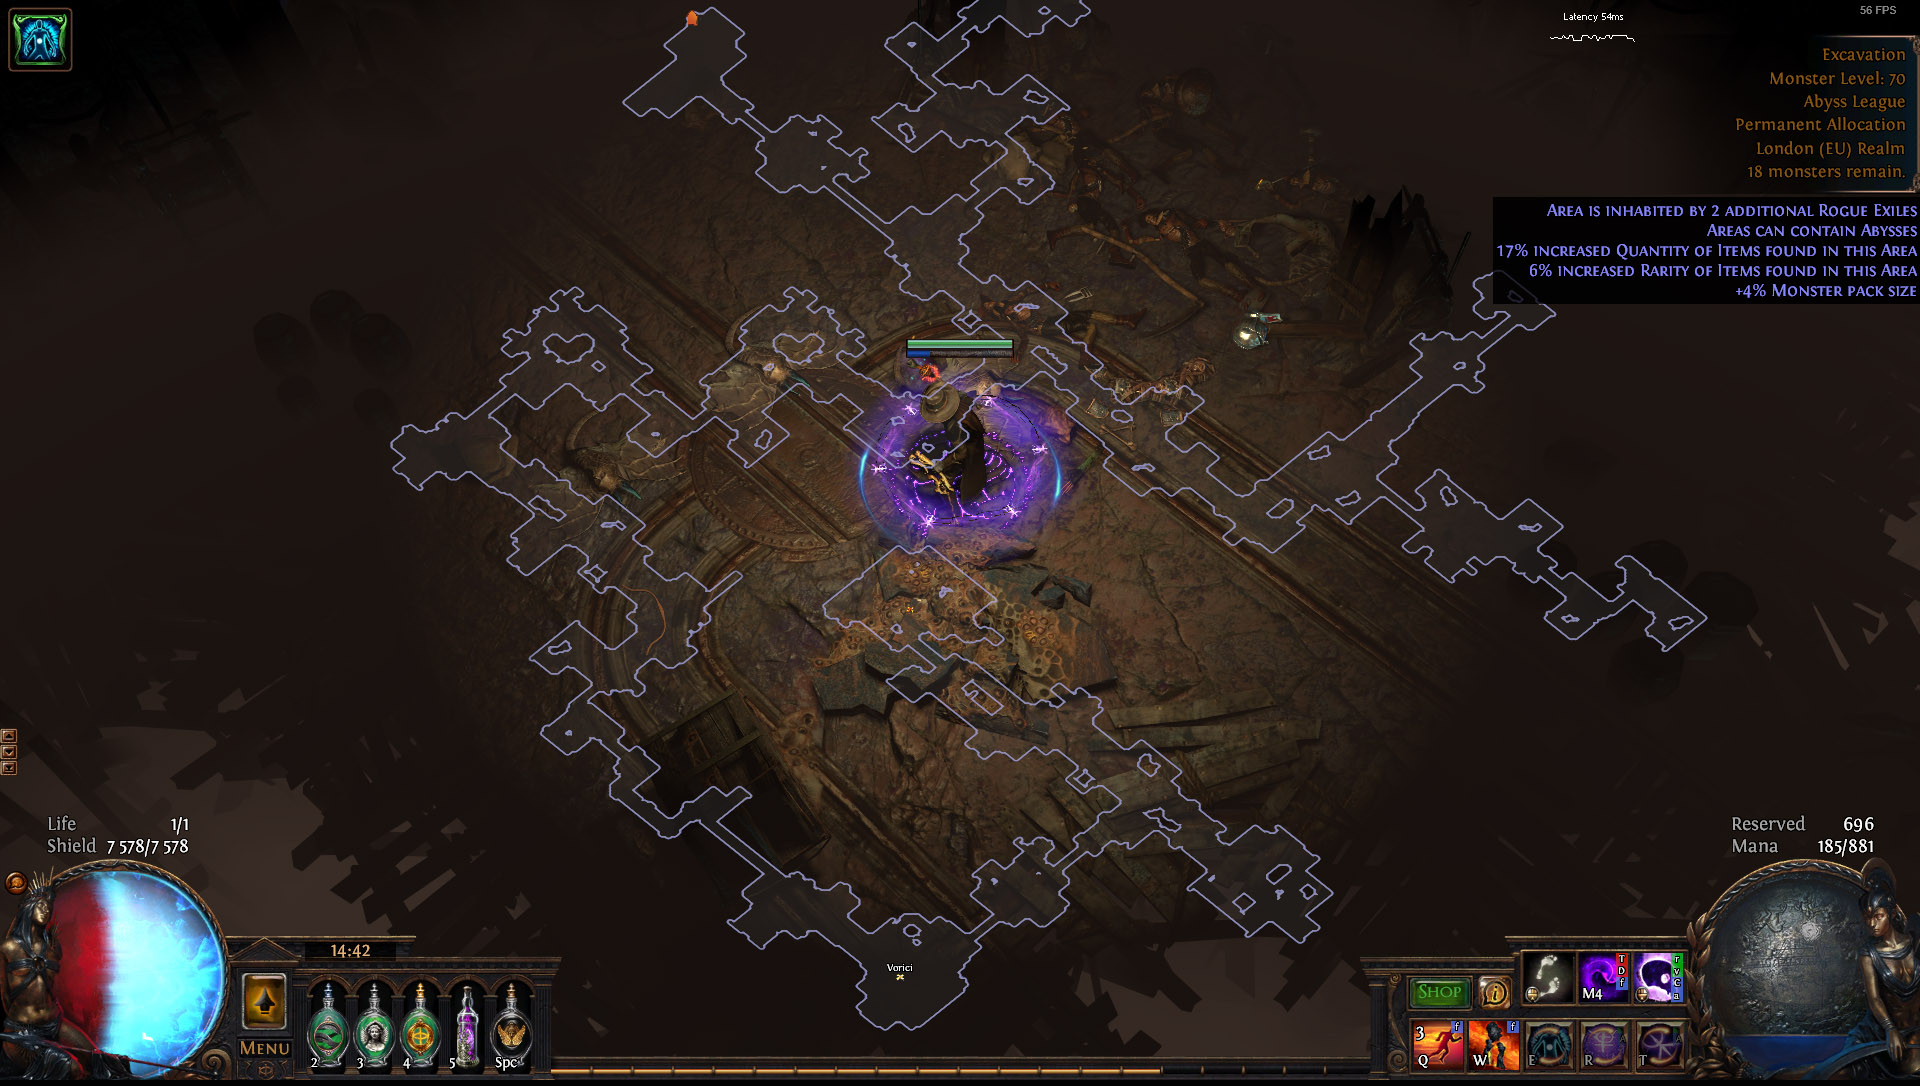 Latency 54ms
56 FPS
Excavation
Monster Level: 70
Abyss League
Permanent Allocation
London (EU) Realm
18 monsters remain.
Area is inhabited by 2 additional Rogue Exiles
Areas can contain Abysses
17% increased Quantity of Items found in this Area
6% increased Rarity of Items found in this Area
+4% Monster pack size
Life 1/1
Shield 7 578/7 578
Reserved 696
Mana 185/881
14:42
Vorici
Menu
2
3
4
5
Spc
Shop
M4
T
D
f
r
v
C
a
3
f
Q
f
W
E
R
T